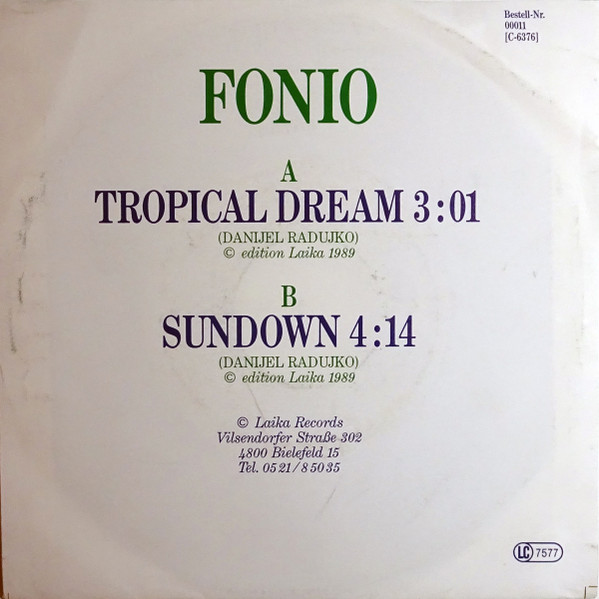 Bestell-Nr.
00011
[C-6376]
FONIO
A
TROPICAL DREAM 3:01
(DANIJEL RADUJKO)
© edition Laika 1989
B
SUNDOWN 4:14
(DANIJEL RADUJKO)
© edition Laika 1989
© Laika Records
Vilsendorfer Straße 302
4800 Bielefeld 15
Tel. 05 21/8 50 35
LC 7577